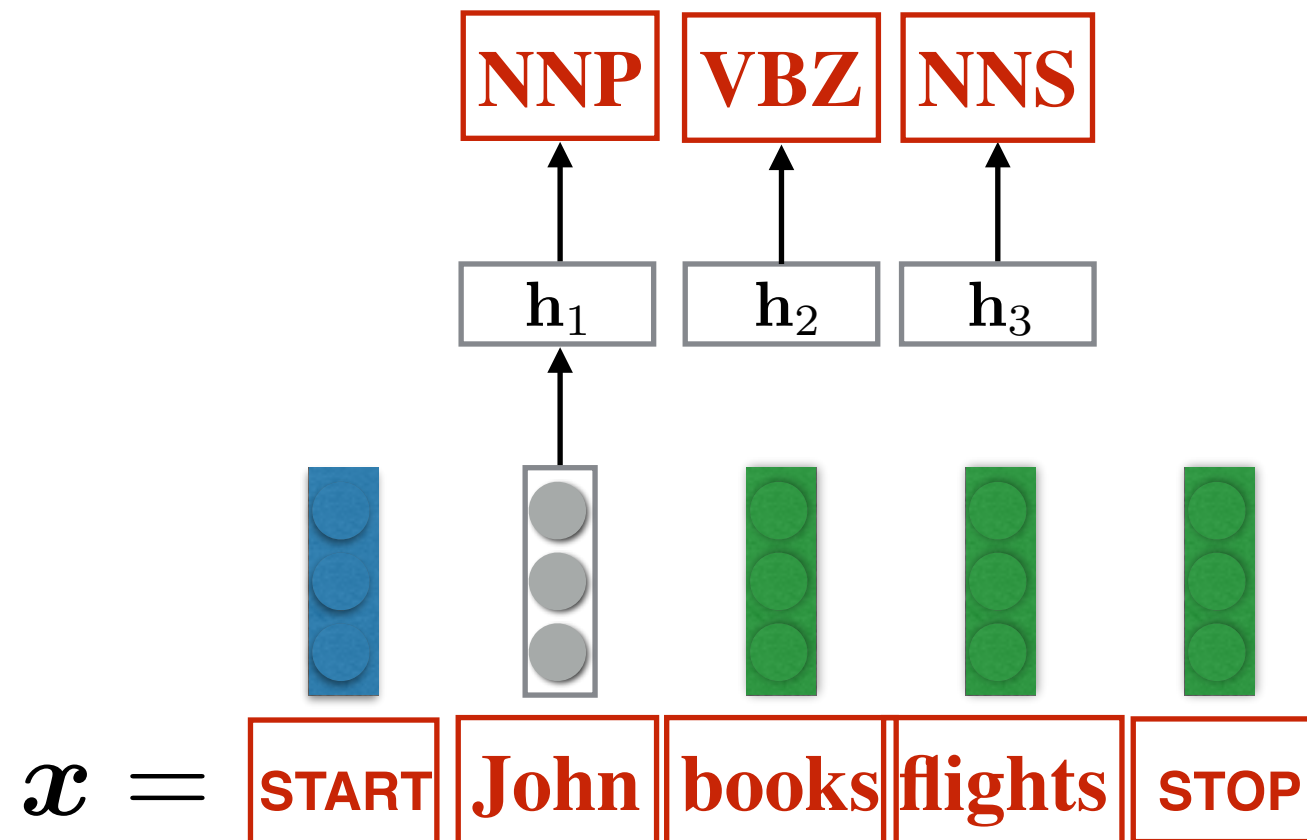 NNP VBZ NNS
h₁ h₂ h₃
x = START John books flights STOP